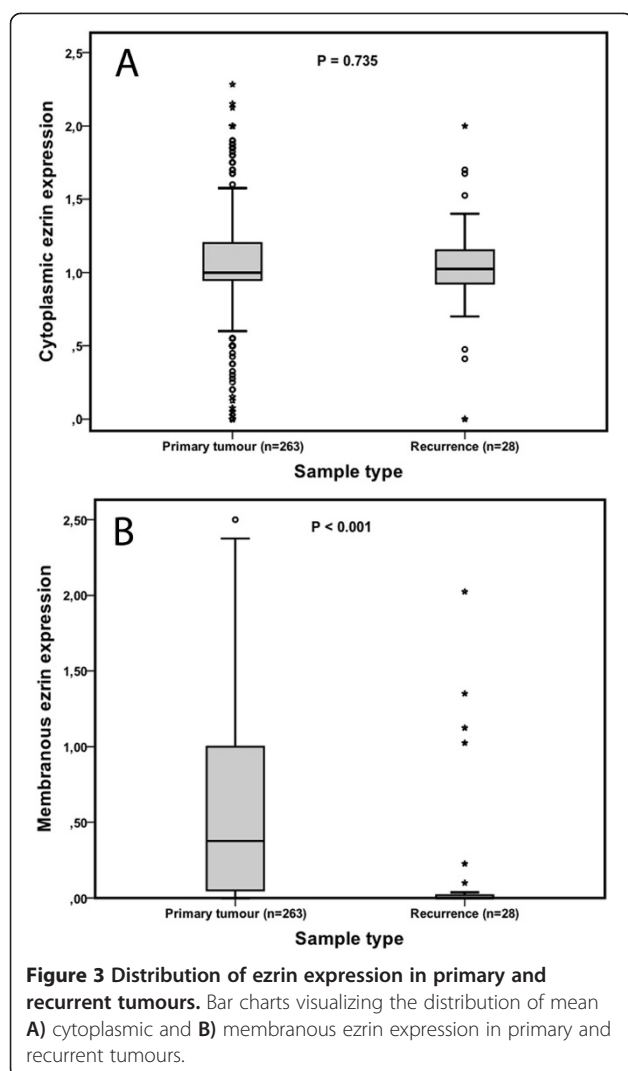 A
P = 0.735
2,5
2,0
1,5
1,0
,5
,0
Cytoplasmic ezrin expression
Primary tumour (n=263)
Recurrence (n=28)
Sample type
B
P < 0.001
2,50
2,00
1,50
1,00
,50
,00
Membranous ezrin expression
Primary tumour (n=263)
Recurrence (n=28)
Sample type
Figure 3 Distribution of ezrin expression in primary and
recurrent tumours. Bar charts visualizing the distribution of mean
A) cytoplasmic and B) membranous ezrin expression in primary and
recurrent tumours.